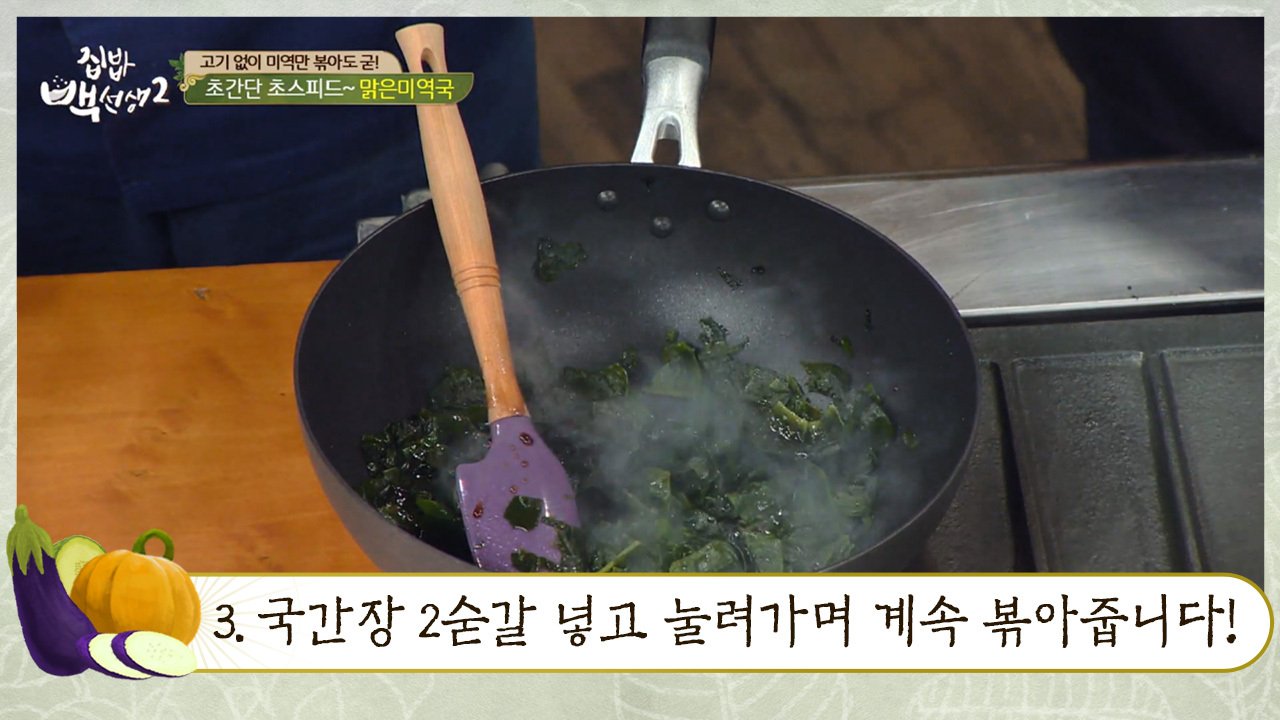 집밥
백선생2
고기 없이 미역만 볶아도 굳!
초간단 초스피드~ 맑은미역국
3. 국간장 2숟갈 넣고 눌려가며 계속 볶아줍니다!